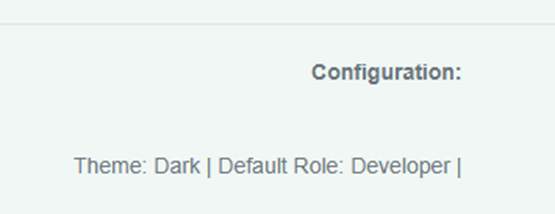 Configuration:
Theme: Dark | Default Role: Developer |